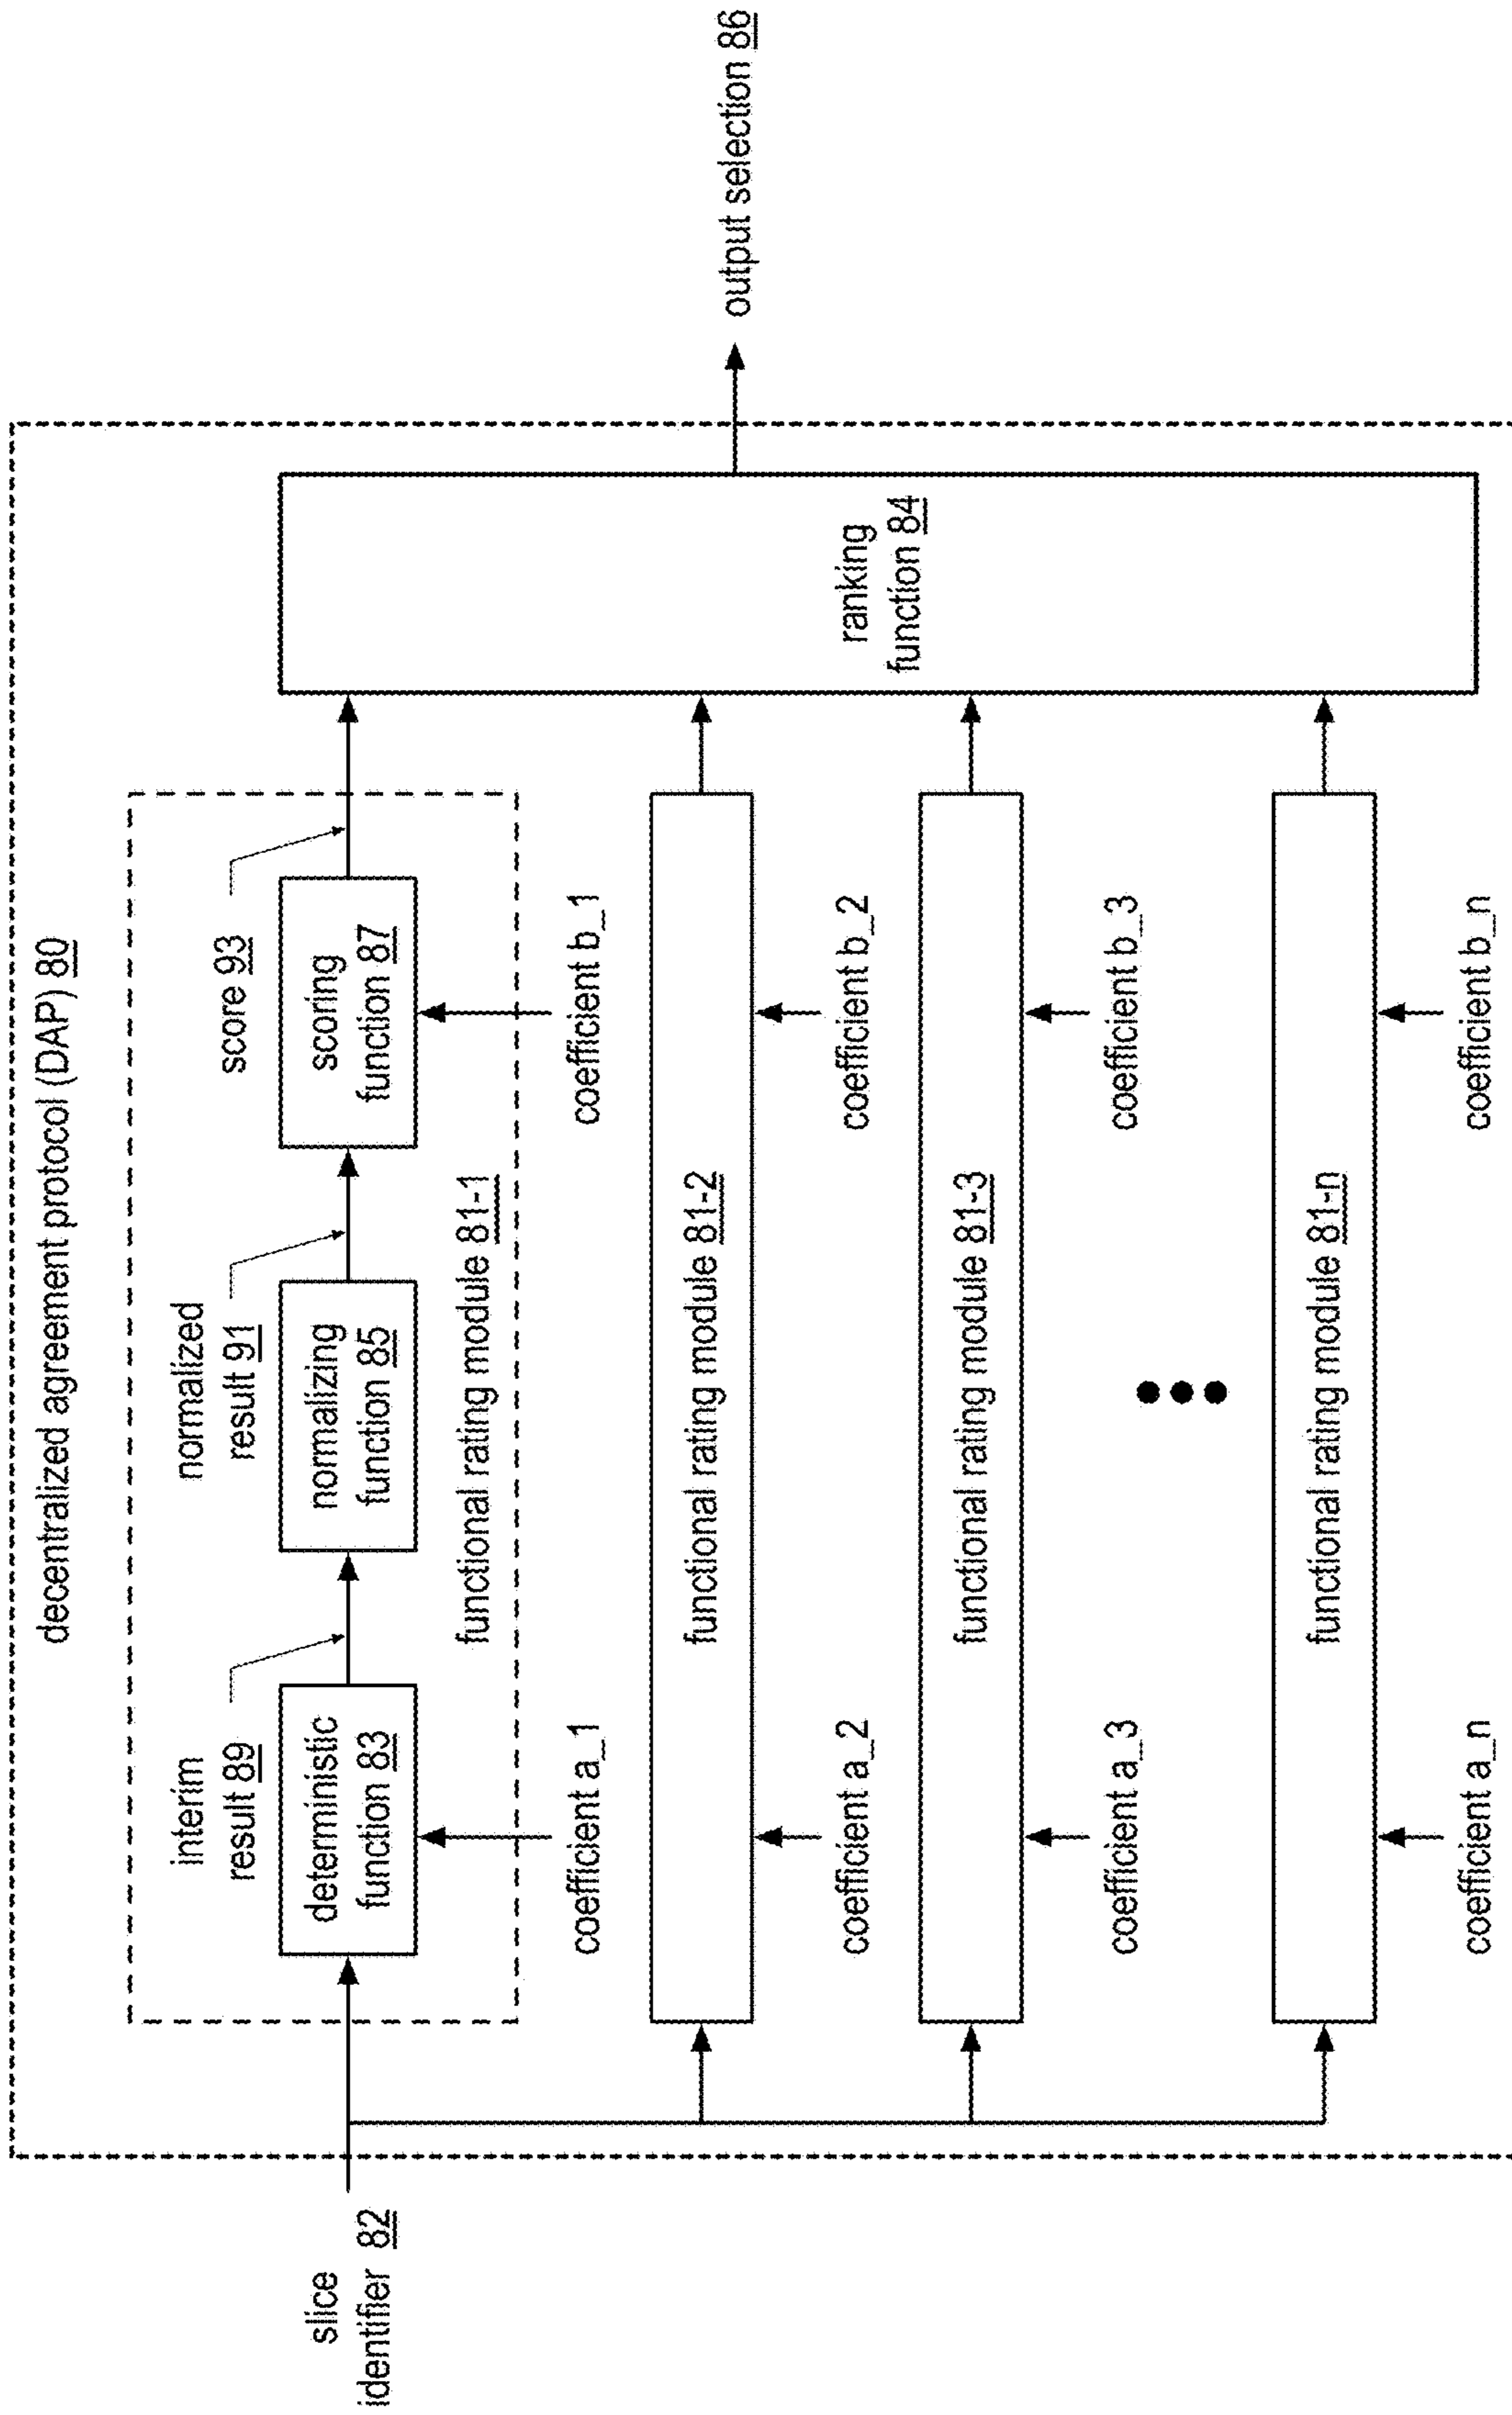 decentralized agreement protocol (DAP) 80
slice
identifier 82
interim
result 89
deterministic
function 83
normalized
result 91
normalizing
function 85
score 93
scoring
function 87
functional rating module 81-1
coefficient a_1
coefficient b_1
functional rating module 81-2
coefficient a_2
coefficient b_2
functional rating module 81-3
coefficient a_3
coefficient b_3
functional rating module 81-n
coefficient a_n
coefficient b_n
ranking
function 84
output selection 86